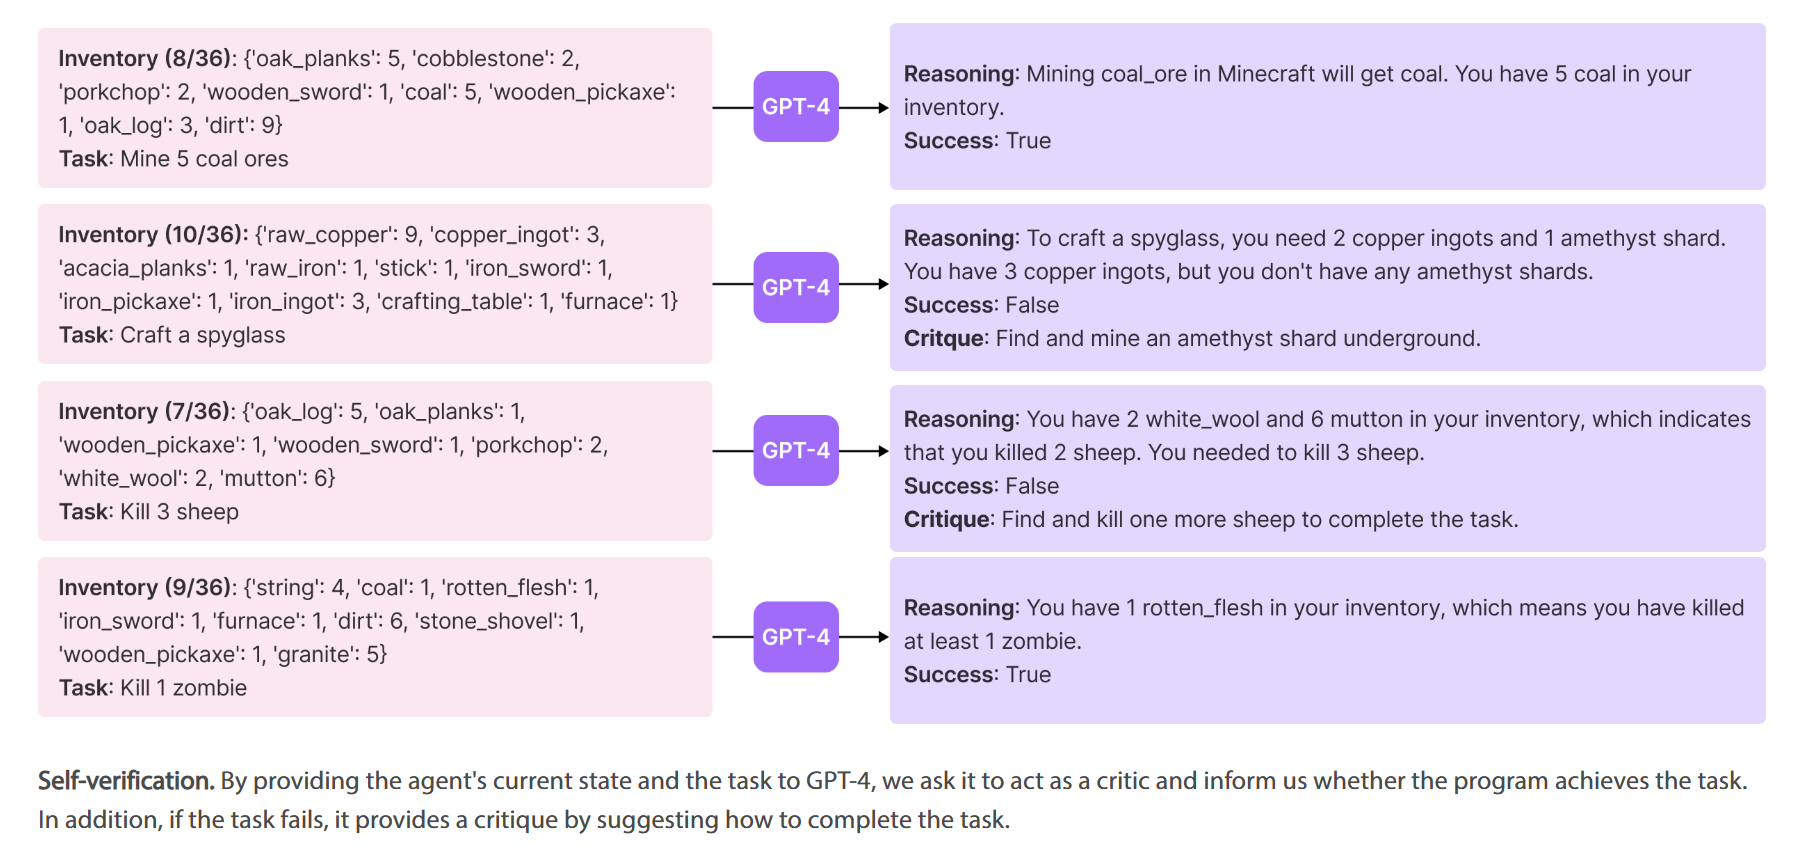 Inventory (8/36): {'oak_planks': 5, 'cobblestone': 2,
'porkchop': 2, 'wooden_sword': 1, 'coal': 5, 'wooden_pickaxe':
1, 'oak_log': 3, 'dirt': 9}
Task: Mine 5 coal ores
GPT-4
Reasoning: Mining coal_ore in Minecraft will get coal. You have 5 coal in your
inventory.
Success: True
Inventory (10/36): {'raw_copper': 9, 'copper_ingot': 3,
'acacia_planks': 1, 'raw_iron': 1, 'stick': 1, 'iron_sword': 1,
'iron_pickaxe': 1, 'iron_ingot': 3, 'crafting_table': 1, 'furnace': 1}
Task: Craft a spyglass
GPT-4
Reasoning: To craft a spyglass, you need 2 copper ingots and 1 amethyst shard.
You have 3 copper ingots, but you don't have any amethyst shards.
Success: False
Critque: Find and mine an amethyst shard underground.
Inventory (7/36): {'oak_log': 5, 'oak_planks': 1,
'wooden_pickaxe': 1, 'wooden_sword': 1, 'porkchop': 2,
'white_wool': 2, 'mutton': 6}
Task: Kill 3 sheep
GPT-4
Reasoning: You have 2 white_wool and 6 mutton in your inventory, which indicates
that you killed 2 sheep. You needed to kill 3 sheep.
Success: False
Critique: Find and kill one more sheep to complete the task.
Inventory (9/36): {'string': 4, 'coal': 1, 'rotten_flesh': 1,
'iron_sword': 1, 'furnace': 1, 'dirt': 6, 'stone_shovel': 1,
'wooden_pickaxe': 1, 'granite': 5}
Task: Kill 1 zombie
GPT-4
Reasoning: You have 1 rotten_flesh in your inventory, which means you have killed
at least 1 zombie.
Success: True
Self-verification. By providing the agent's current state and the task to GPT-4, we ask it to act as a critic and inform us whether the program achieves the task.
In addition, if the task fails, it provides a critique by suggesting how to complete the task.